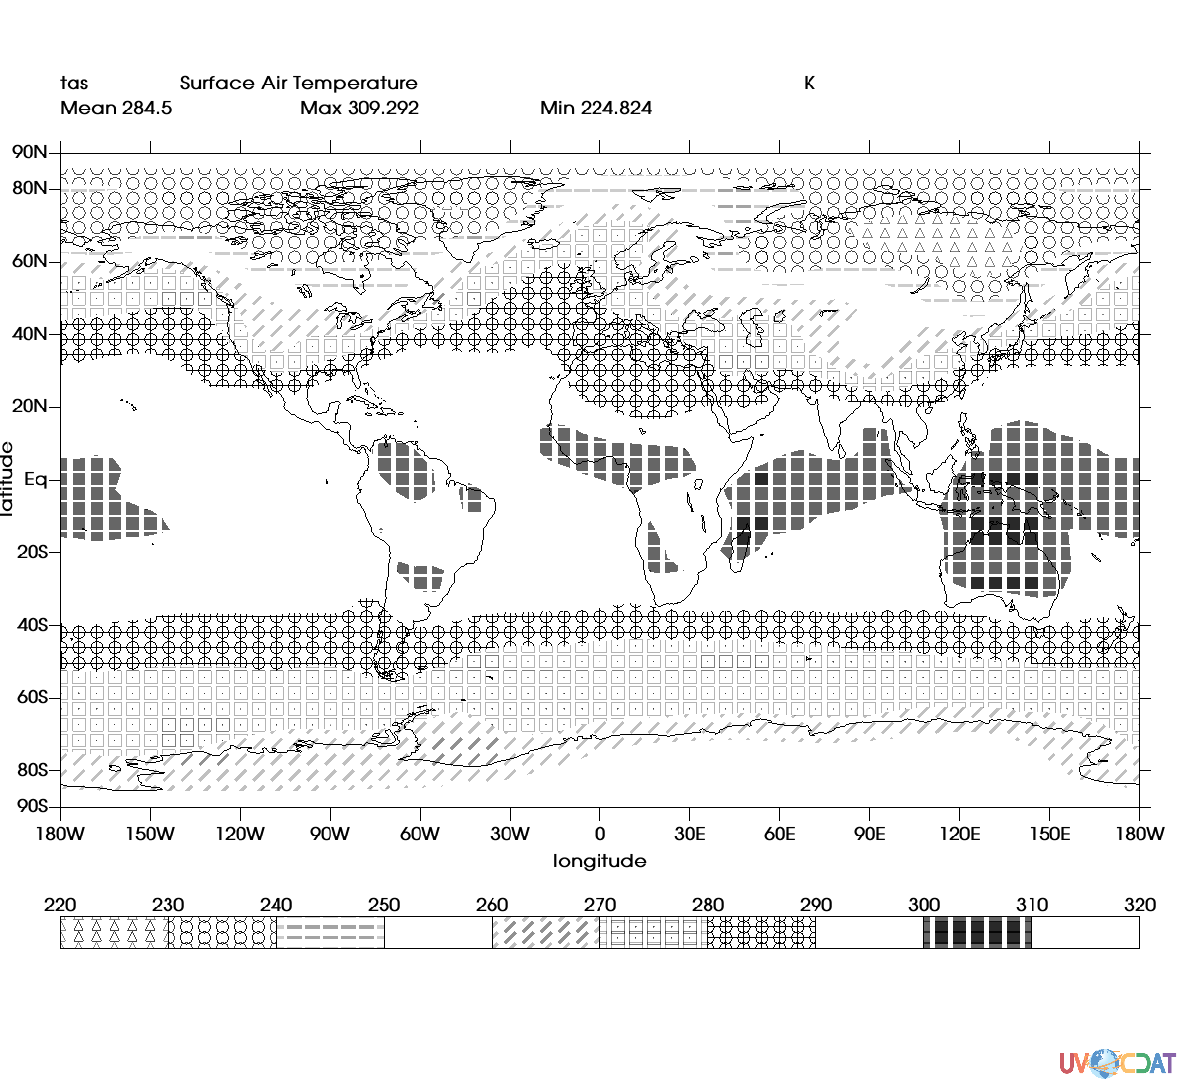 tas Surface Air Temperature K
Mean 284.5 Max 309.292 Min 224.824
90N
80N
60N
40N
20N
Eq
20S
40S
60S
80S
90S
latitude
180W 150W 120W 90W 60W 30W 0 30E 60E 90E 120E 150E 180W
longitude
220 230 240 250 260 270 280 290 300 310 320
UV CDAT